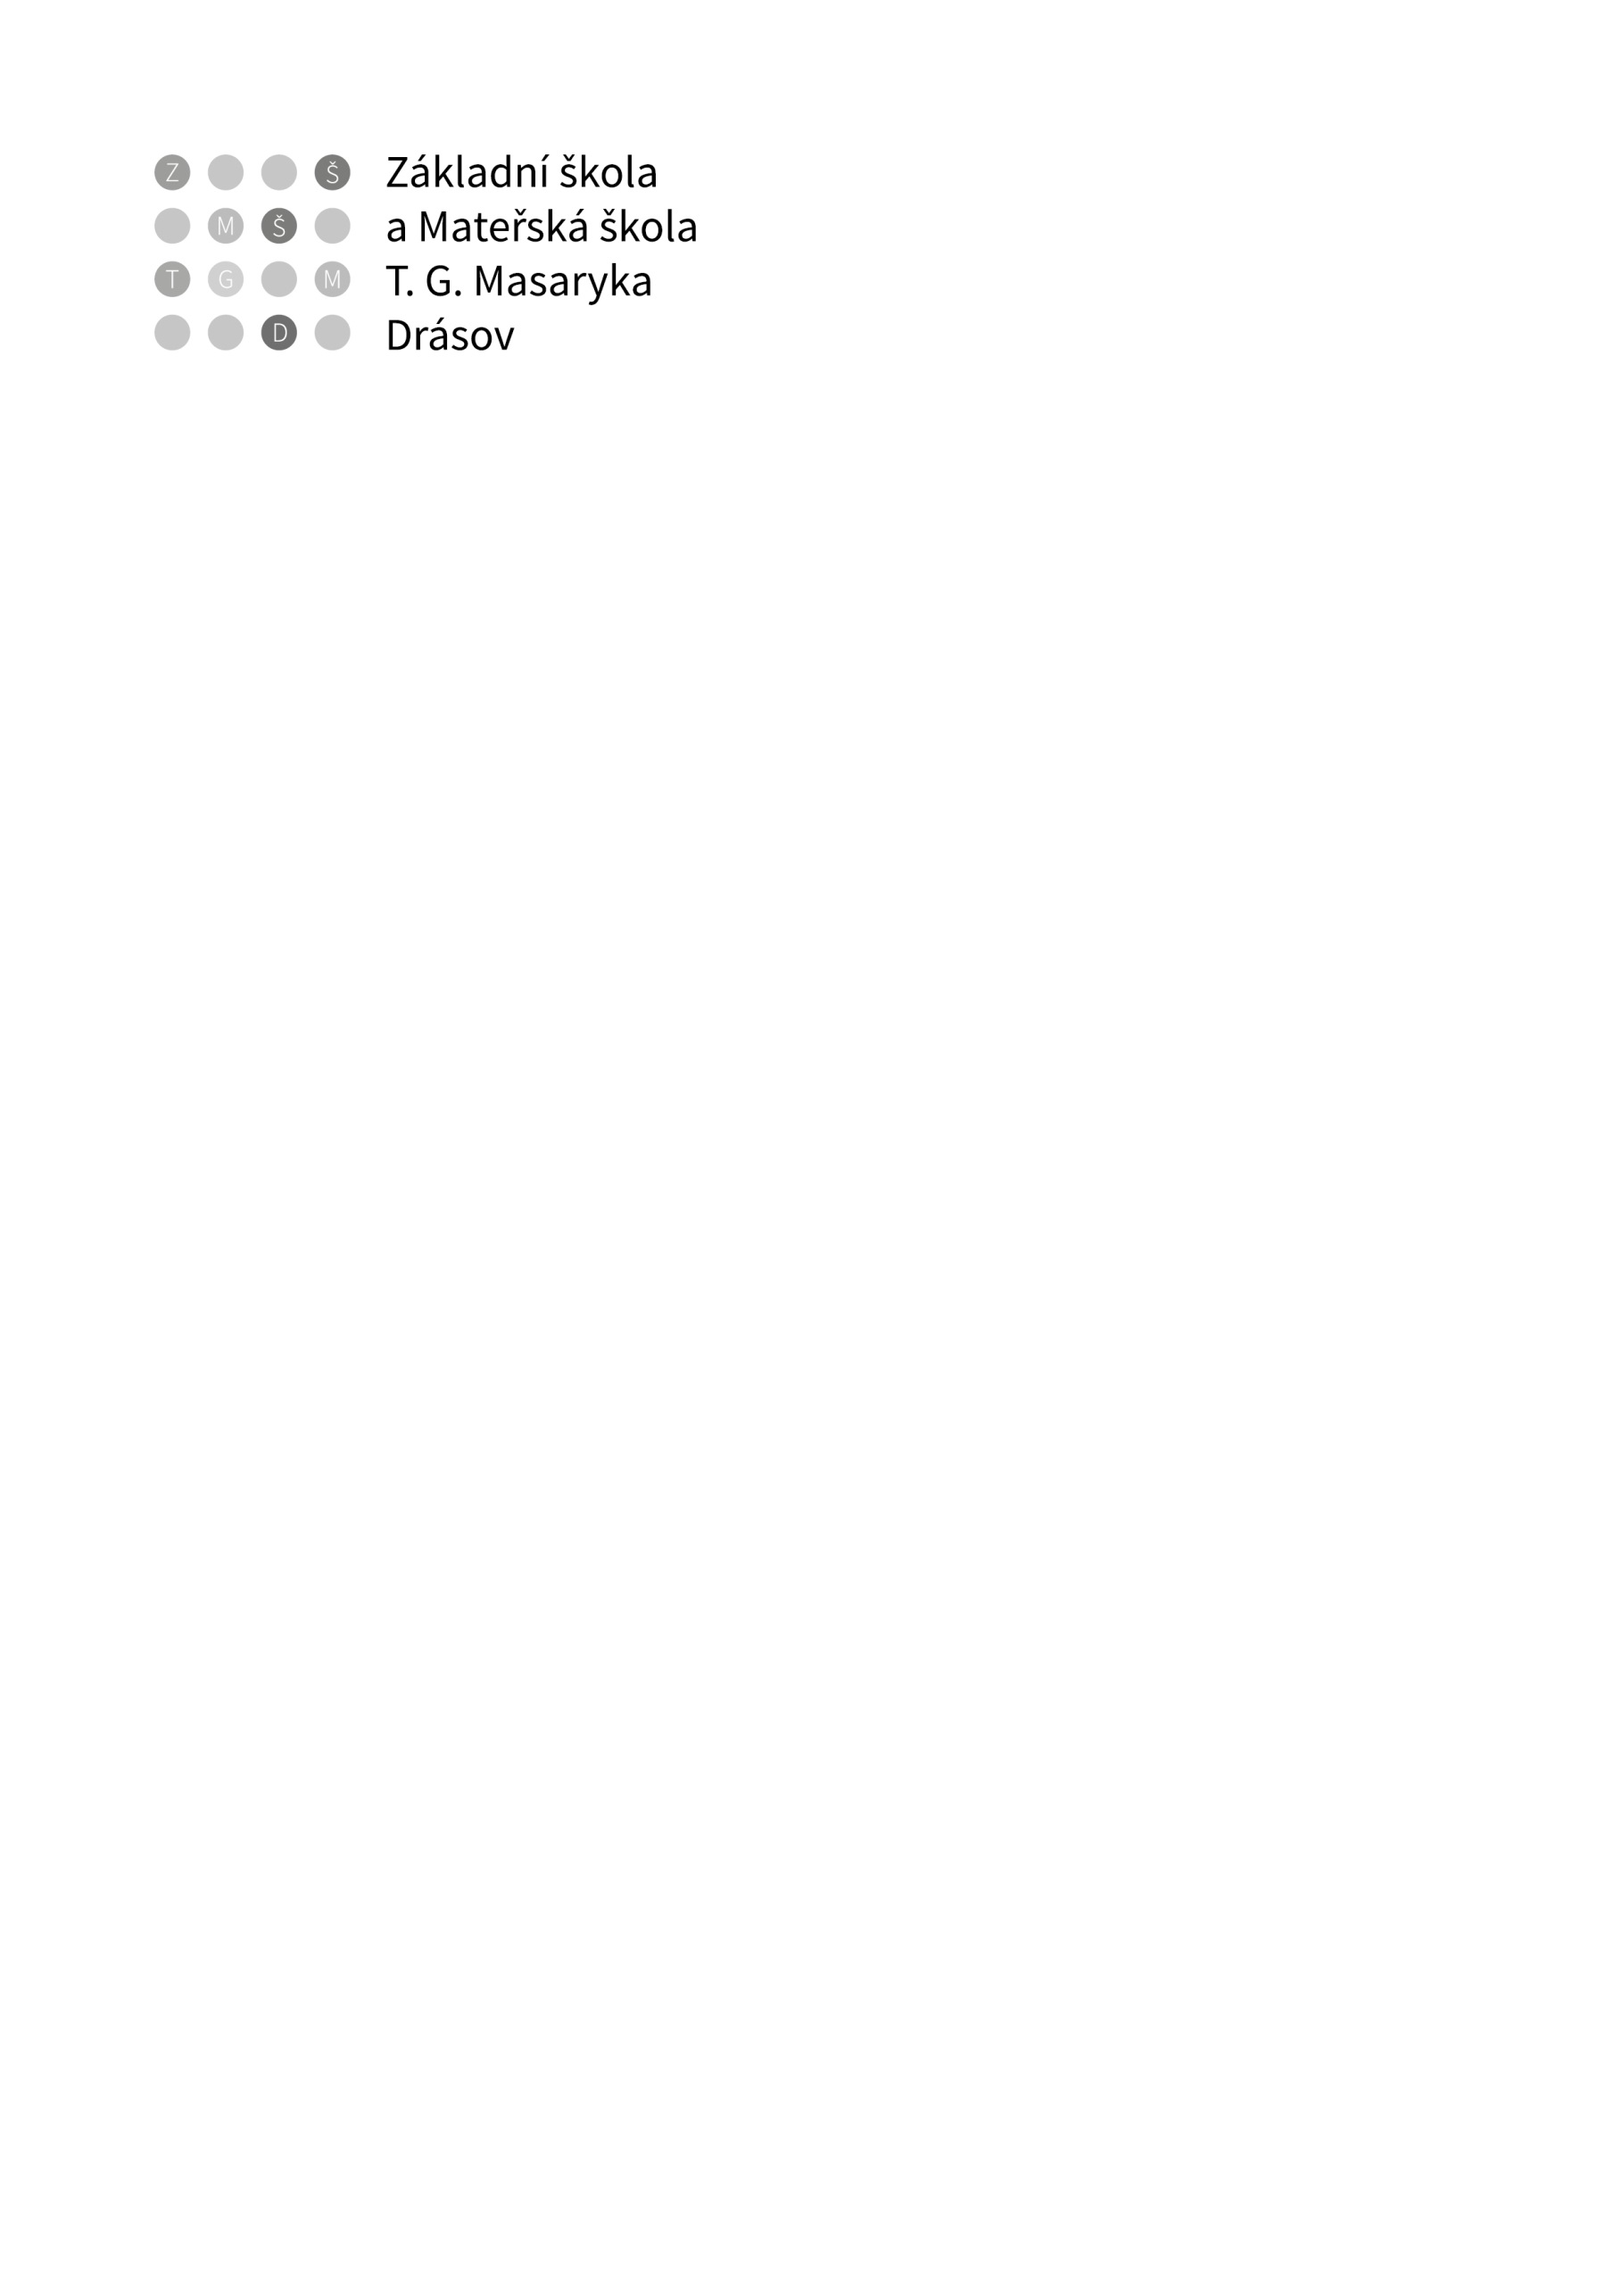 Z Š
M Š
T G M
D
Základní škola
a Mateřská škola
T. G. Masaryka
Drásov